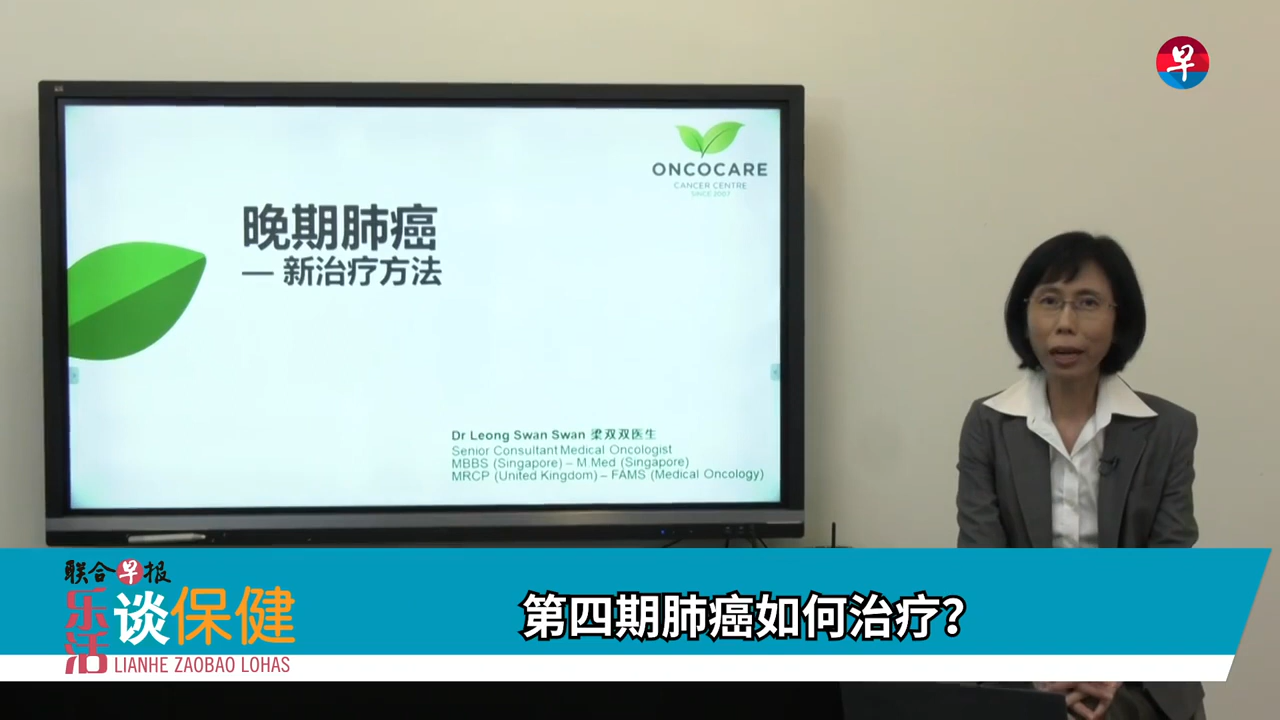 早
ONCOCARE
CANCER CENTRE
SINCE 2007
晚期肺癌
— 新治疗方法
Dr Leong Swan Swan 梁双双医生
Senior Consultant Medical Oncologist
MBBS (Singapore) – M Med (Singapore)
MRCP (United Kingdom) – FAMS (Medical Oncology)
联合早报
乐活
谈保健
LIANHE ZAOBAO LOHAS
第四期肺癌如何治疗？